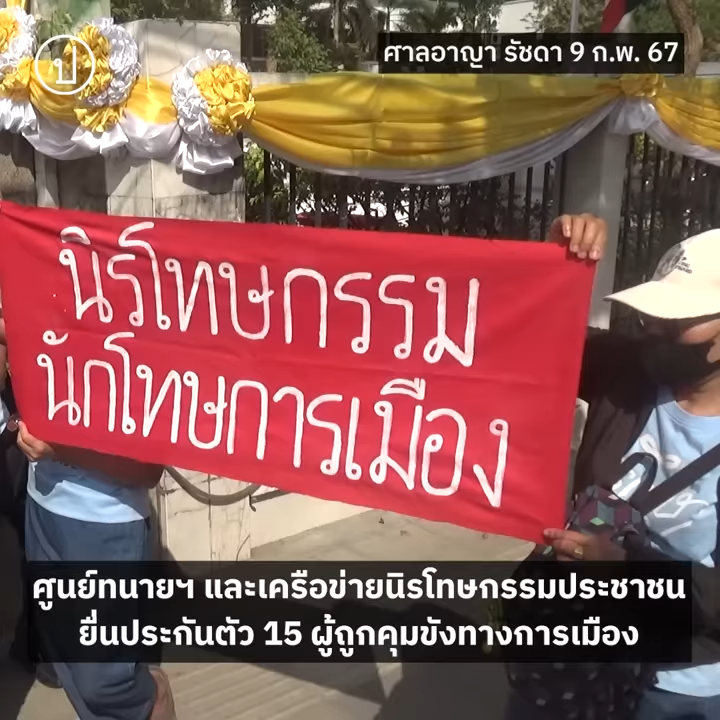 ป
ศาลอาญา รัชดา 9 ก.พ. 67
นิรโทษกรรม
นักโทษการเมือง
ศูนย์ทนายฯ และเครือข่ายนิรโทษกรรมประชาชน
ยื่นประกันตัว 15 ผู้ถูกคุมขังทางการเมือง